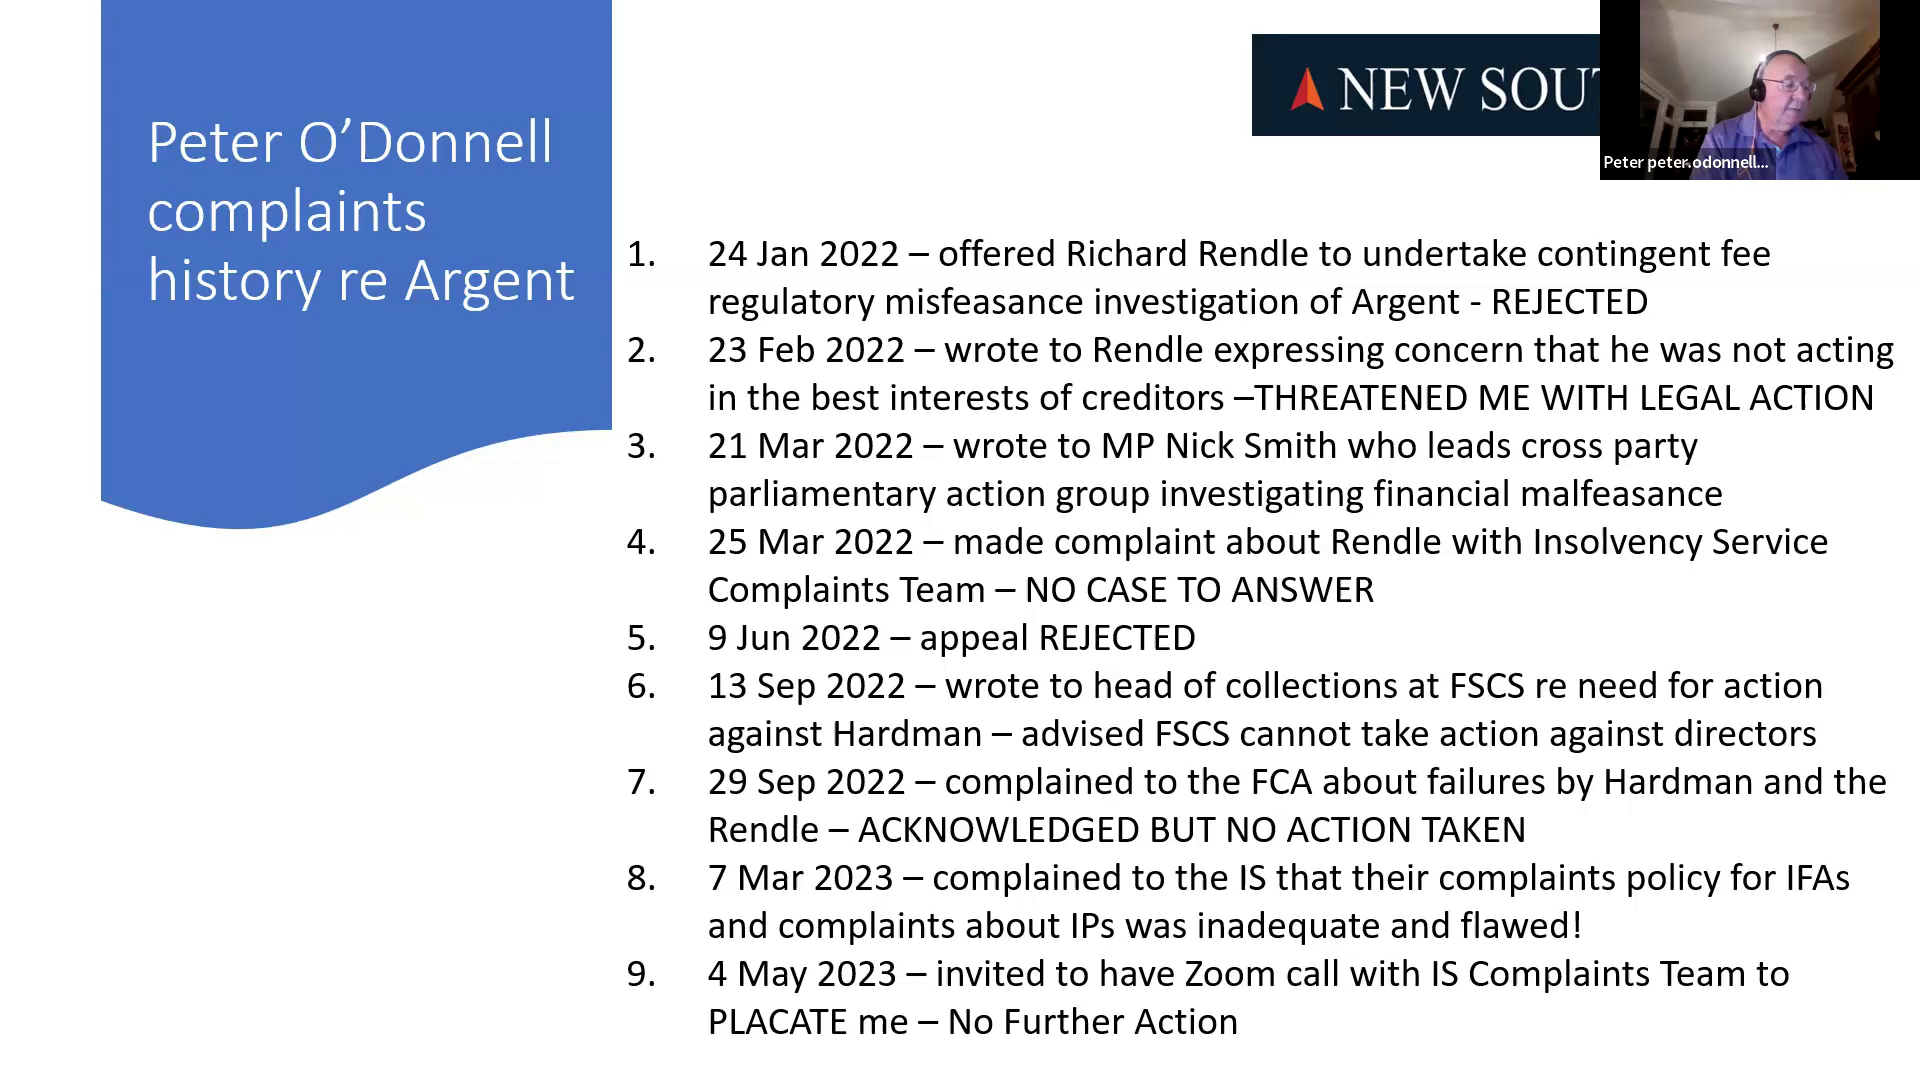 Peter O’Donnell
complaints
history re Argent
NEW SOUT
Peter peter.odonnell...
1. 24 Jan 2022 – offered Richard Rendle to undertake contingent fee
regulatory misfeasance investigation of Argent - REJECTED
2. 23 Feb 2022 – wrote to Rendle expressing concern that he was not acting
in the best interests of creditors –THREATENED ME WITH LEGAL ACTION
3. 21 Mar 2022 – wrote to MP Nick Smith who leads cross party
parliamentary action group investigating financial malfeasance
4. 25 Mar 2022 – made complaint about Rendle with Insolvency Service
Complaints Team – NO CASE TO ANSWER
5. 9 Jun 2022 – appeal REJECTED
6. 13 Sep 2022 – wrote to head of collections at FSCS re need for action
against Hardman – advised FSCS cannot take action against directors
7. 29 Sep 2022 – complained to the FCA about failures by Hardman and the
Rendle – ACKNOWLEDGED BUT NO ACTION TAKEN
8. 7 Mar 2023 – complained to the IS that their complaints policy for IFAs
and complaints about IPs was inadequate and flawed!
9. 4 May 2023 – invited to have Zoom call with IS Complaints Team to
PLACATE me – No Further Action